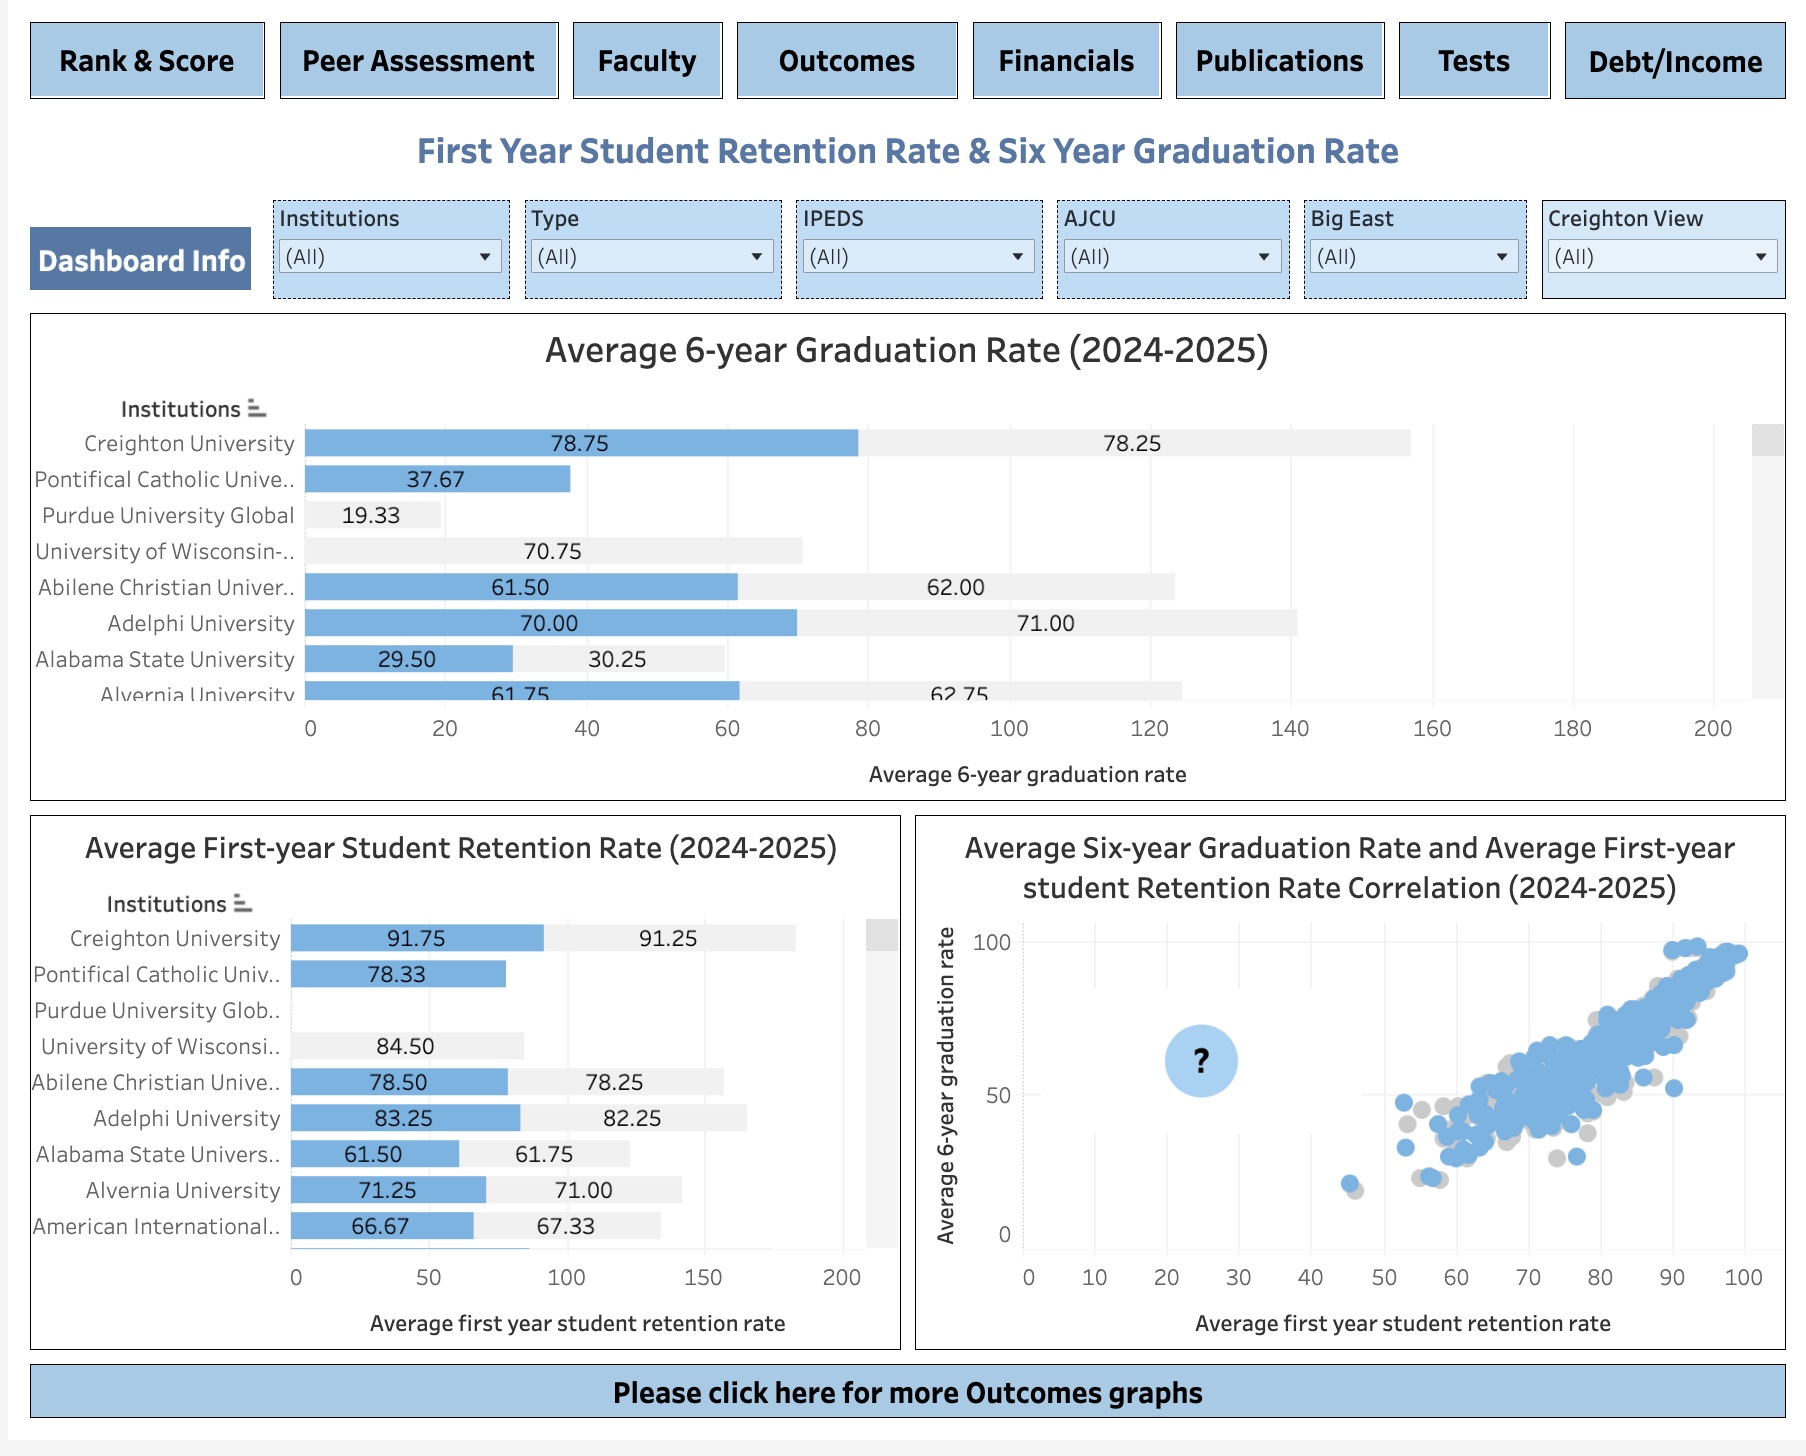 Rank & Score
Peer Assessment
Faculty
Outcomes
Financials
Publications
Tests
Debt/Income
First Year Student Retention Rate & Six Year Graduation Rate
Dashboard Info
Institutions
(All)
Type
(All)
IPEDS
(All)
AJCU
(All)
Big East
(All)
Creighton View
(All)
Average 6-year Graduation Rate (2024-2025)
Institutions
Creighton University 78.75 78.25
Pontifical Catholic Unive.. 37.67
Purdue University Global 19.33
University of Wisconsin-.. 70.75
Abilene Christian Univer.. 61.50 62.00
Adelphi University 70.00 71.00
Alabama State University 29.50 30.25
Alvernia University 61.75 62.75
0 20 40 60 80 100 120 140 160 180 200
Average 6-year graduation rate
Average First-year Student Retention Rate (2024-2025)
Institutions
Creighton University 91.75 91.25
Pontifical Catholic Univ.. 78.33
Purdue University Glob..
University of Wisconsi.. 84.50
Abilene Christian Unive.. 78.50 78.25
Adelphi University 83.25 82.25
Alabama State Univers.. 61.50 61.75
Alvernia University 71.25 71.00
American International.. 66.67 67.33
0 50 100 150 200
Average first year student retention rate
Average Six-year Graduation Rate and Average First-year
student Retention Rate Correlation (2024-2025)
Average 6-year graduation rate
100
50
0
?
0 10 20 30 40 50 60 70 80 90 100
Average first year student retention rate
Please click here for more Outcomes graphs